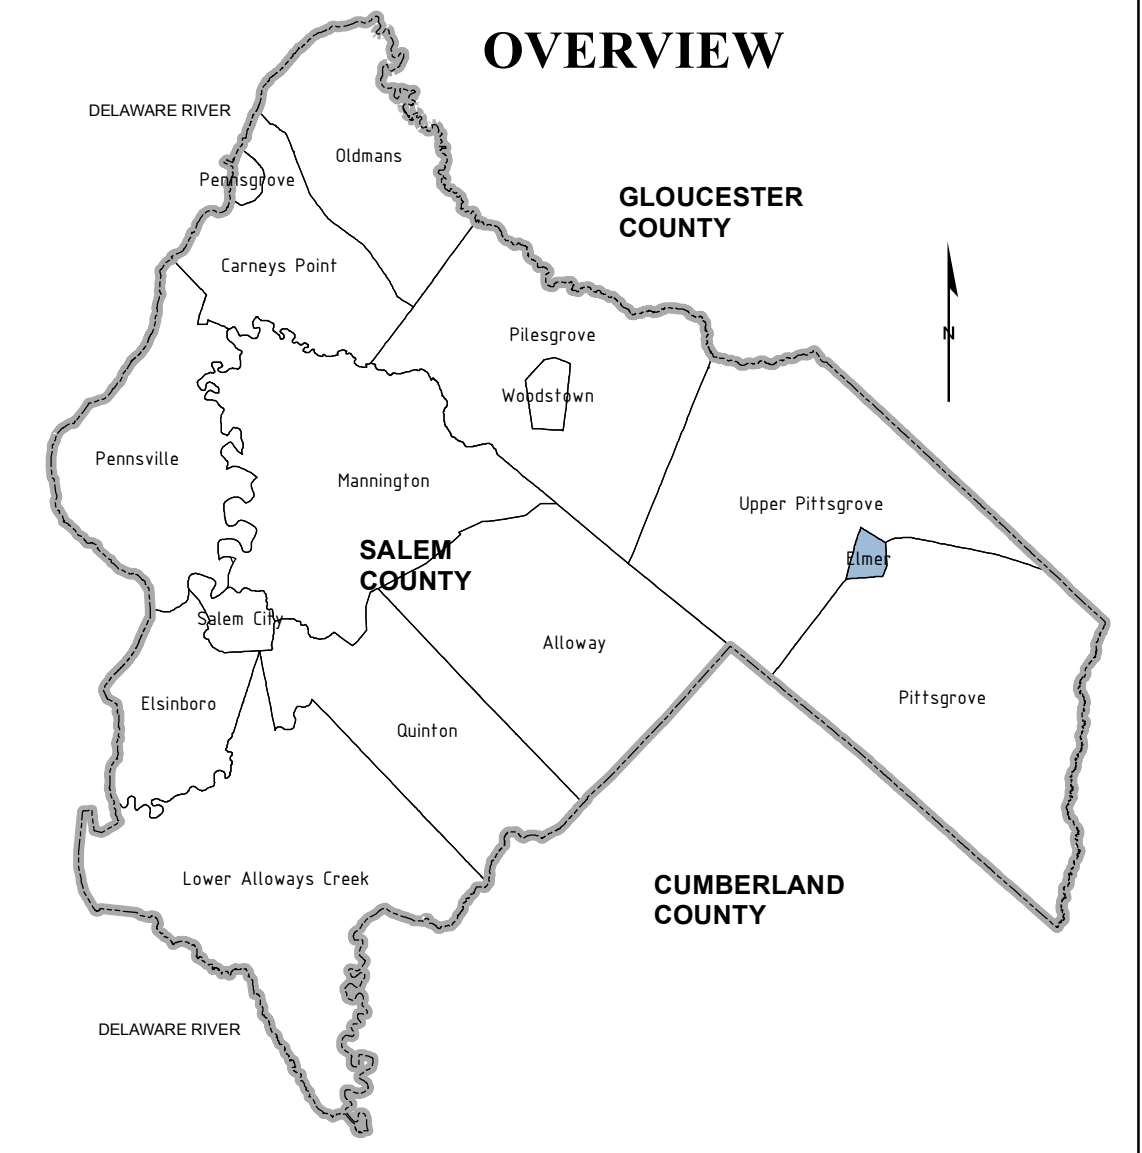 OVERVIEW
DELAWARE RIVER
Oldmans
Pennsgrove
GLOUCESTER
COUNTY
Carneys Point
N
Pilesgrove
Woodstown
Pennsville
Mannington
Upper Pittsgrove
SALEM
COUNTY
Elmer
Salem City
Alloway
Elsinboro
Pittsgrove
Quinton
Lower Alloways Creek
CUMBERLAND
COUNTY
DELAWARE RIVER